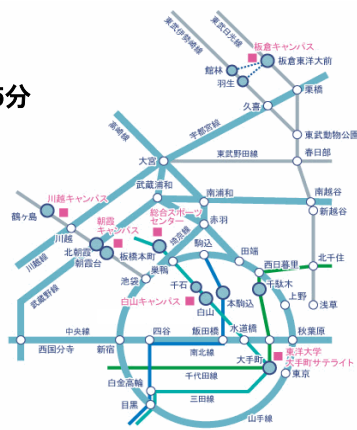 5分
東武伊勢崎線
東武日光線
板倉キャンパス
板倉東洋大前
館林
羽生
栗橋
久喜
高崎線
宇都宮線
東武動物公園
大宮
東武野田線
春日部
武蔵浦和
南浦和
南越谷
新越谷
川越キャンパス
鶴ヶ島
総合スポーツ
センター
赤羽
朝霞
キャンパス
埼京線
川越
北朝霞
朝霞台
板橋本町
駒込
田端
北千住
西日暮里
巣鴨
川越線
池袋
千石
千駄木
武蔵野線
白山キャンパス
白山
本駒込
上野
浅草
中央線
四谷
飯田橋
水道橋
秋葉原
西国分寺
新宿
南北線
大手町
東洋大学
大手町サテライト
千代田線
東京
白金高輪
三田線
目黒
山手線